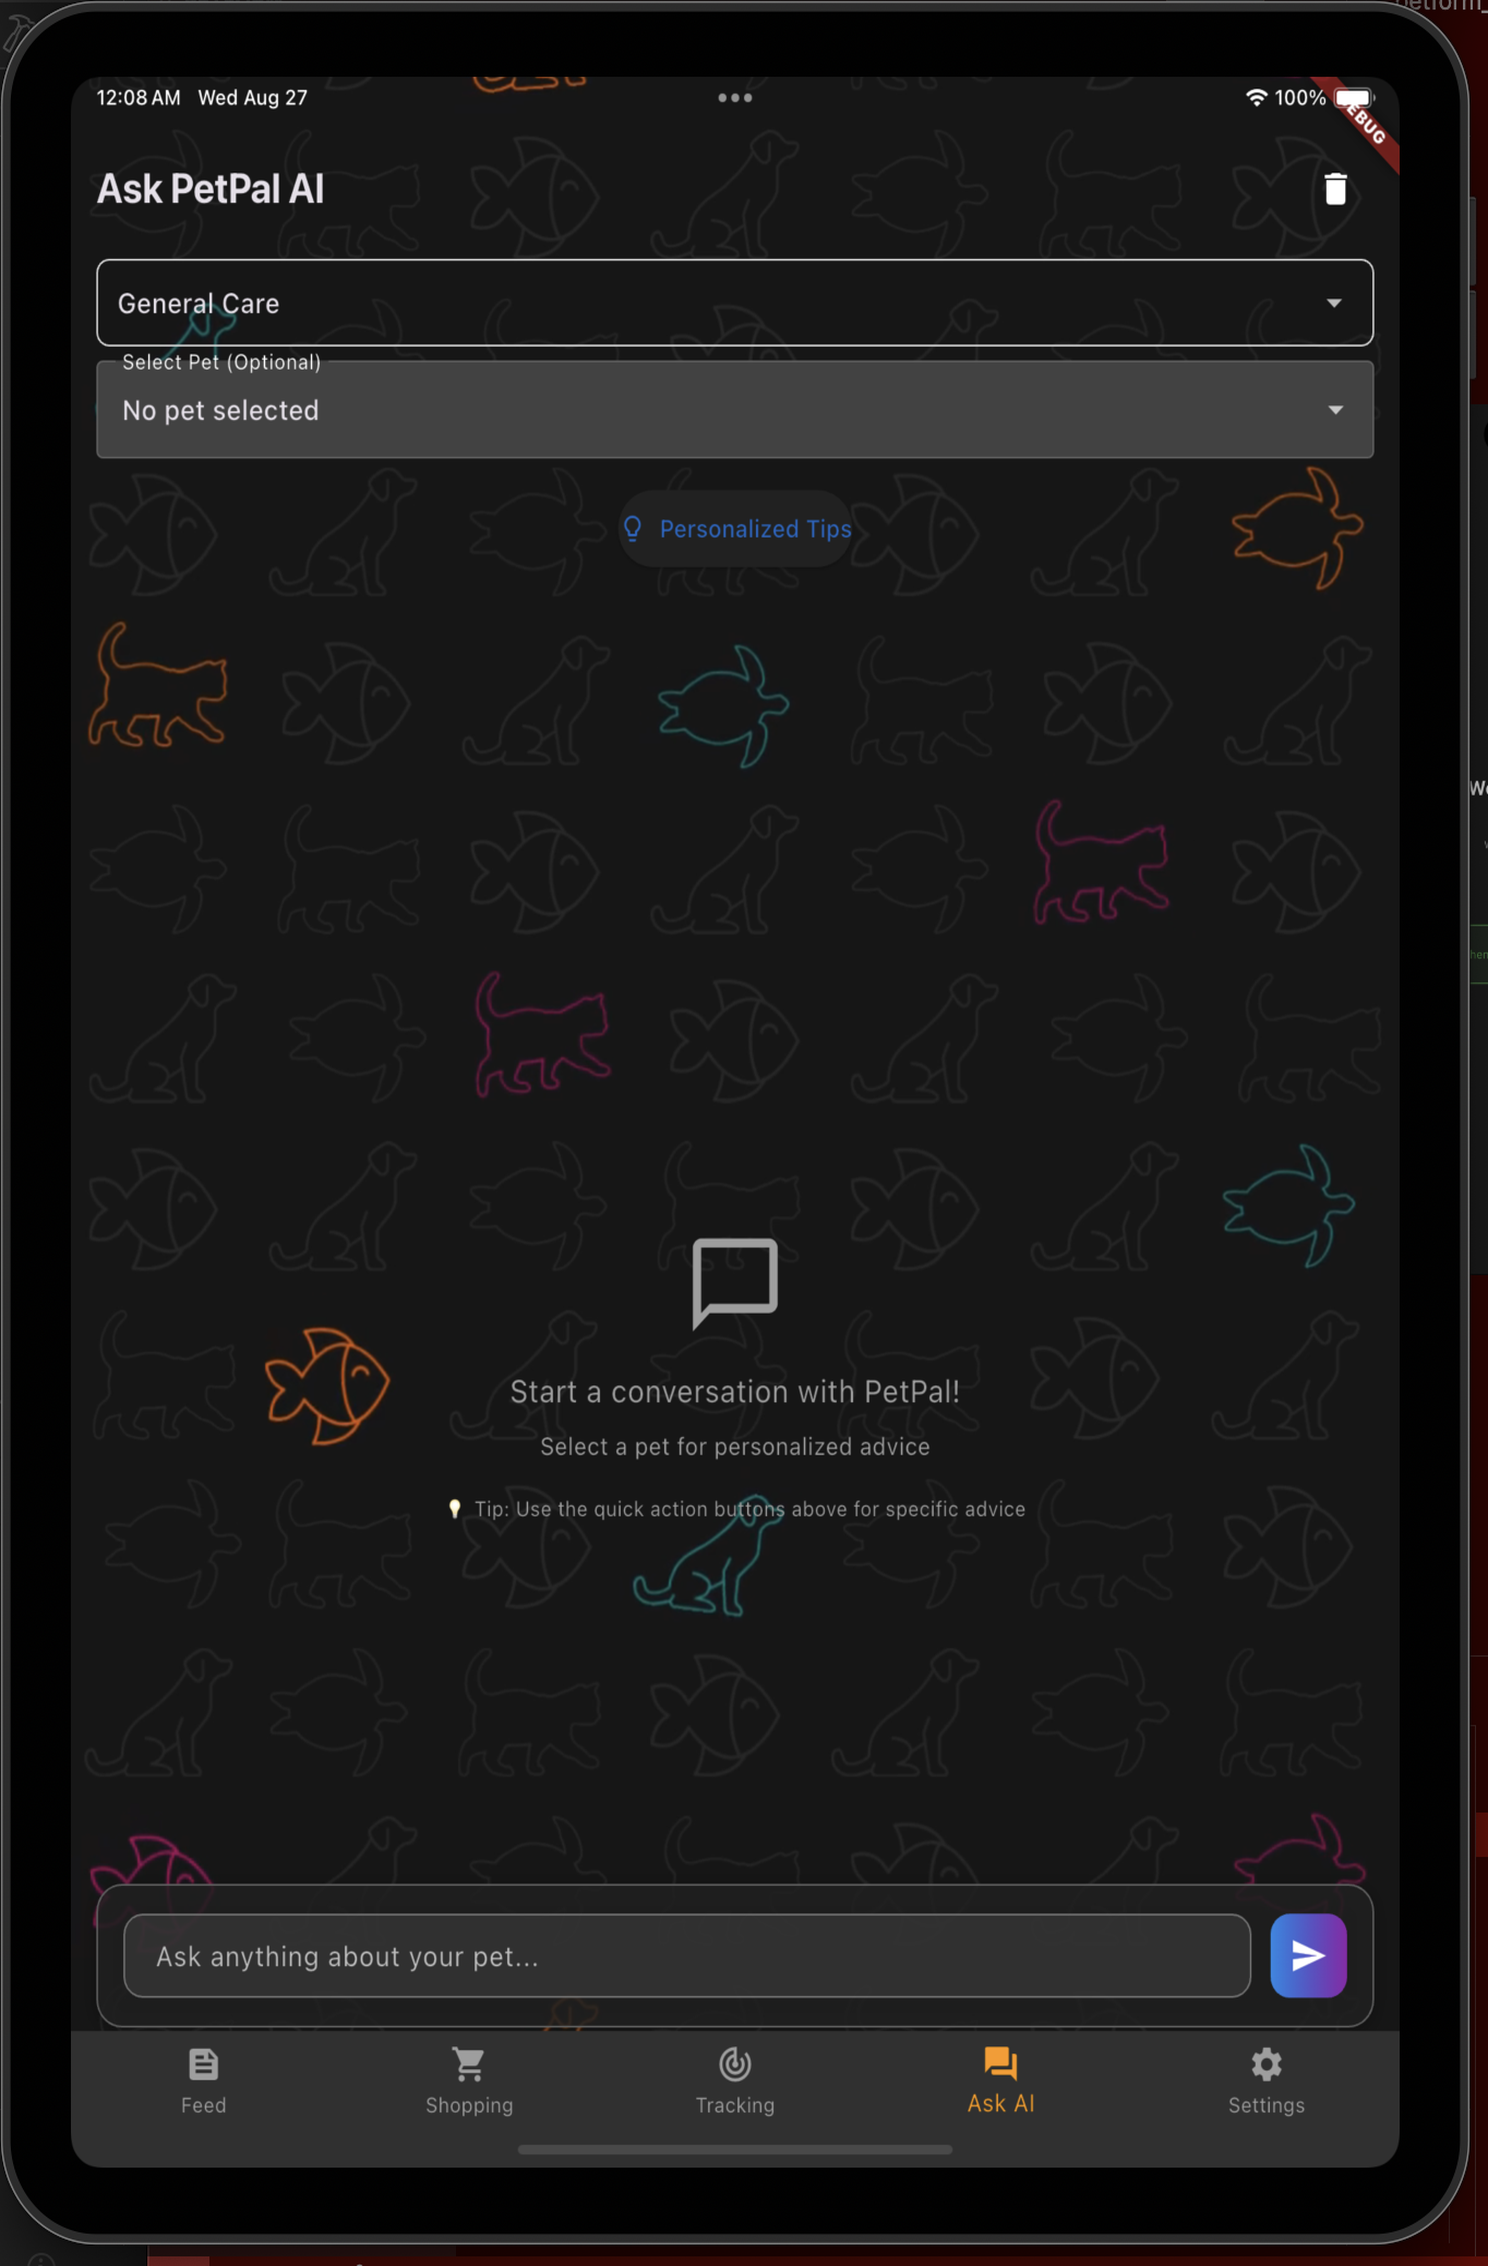 12:08 AM Wed Aug 27
100%
EBUG
Ask PetPal AI
General Care
Select Pet (Optional)
No pet selected
Personalized Tips
Start a conversation with PetPal!
Select a pet for personalized advice
Tip: Use the quick action buttons above for specific advice
Ask anything about your pet...
Feed
Shopping
Tracking
Ask AI
Settings